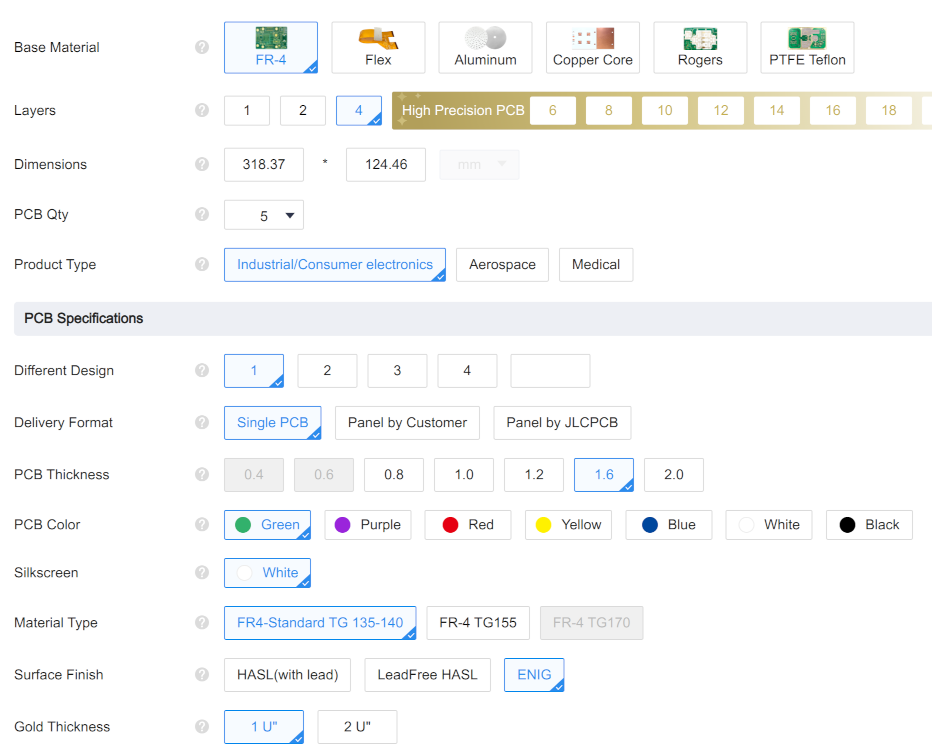 Base Material ? FR-4 Flex Aluminum Copper Core Rogers PTFE Teflon
Layers ? 1 2 4 High Precision PCB 6 8 10 12 14 16 18
Dimensions ? 318.37 * 124.46 mm
PCB Qty ? 5
Product Type ? Industrial/Consumer electronics Aerospace Medical
PCB Specifications
Different Design ? 1 2 3 4
Delivery Format ? Single PCB Panel by Customer Panel by JLCPCB
PCB Thickness ? 0.4 0.6 0.8 1.0 1.2 1.6 2.0
PCB Color ? Green Purple Red Yellow Blue White Black
Silkscreen ? White
Material Type ? FR4-Standard TG 135-140 FR-4 TG155 FR-4 TG170
Surface Finish ? HASL(with lead) LeadFree HASL ENIG
Gold Thickness ? 1 U" 2 U"